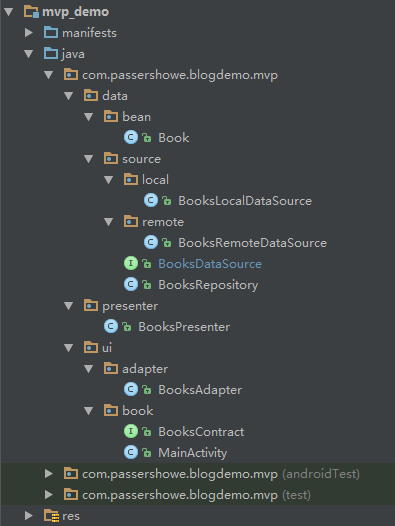 mvp_demo
manifests
java
com.passershowe.blogdemo.mvp
data
bean
C Book
source
local
C BooksLocalDataSource
remote
C BooksRemoteDataSource
I BooksDataSource
C BooksRepository
presenter
C BooksPresenter
ui
adapter
C BooksAdapter
book
I BooksContract
C MainActivity
com.passershowe.blogdemo.mvp (androidTest)
com.passershowe.blogdemo.mvp (test)
res